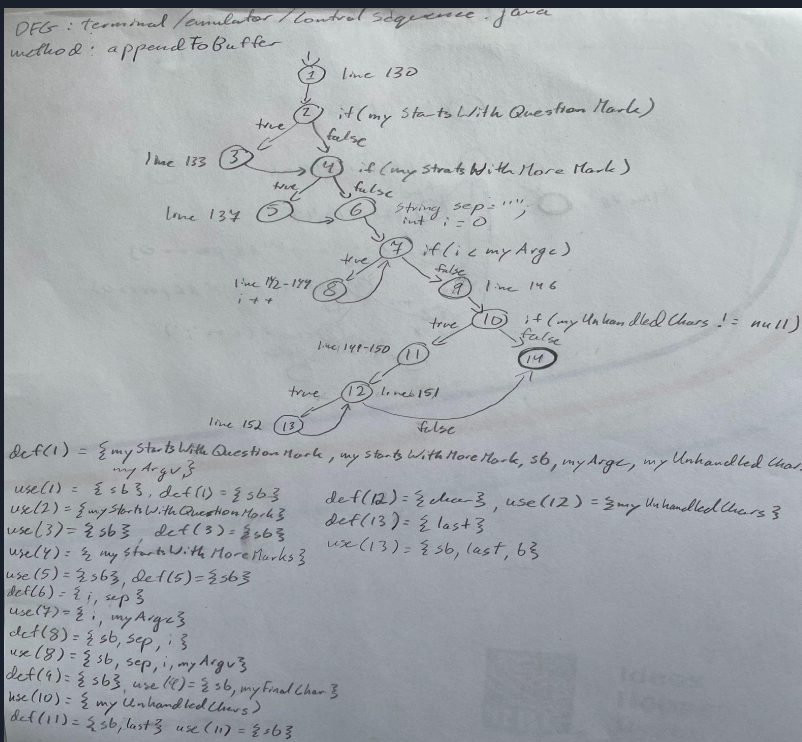 DFG : terminal / emulator / Control Sequence . java
method : appendToBuffer
1 line 130
2 if (my Starts With Question Mark)
true false
line 133 3 4 if (my Strats With More Mark)
true false
line 137 5 6 String sep = "";
int i = 0
7 if (i < my Argc)
true false
line 142-144 8 9 line 146
i ++
true 10 if (my Unhandled Chars != null)
false
line 149-150 11 14
true 12 line 151
line 152 13 false
def(1) = {my Starts With Question Mark, my starts With More Mark, sb, my Argc, my Unhandled Char
my Argv}
use(1) = {sb}, def(1) = {sb}
use(2) = {my Starts With Question Mark}
use(3) = {sb}, def(3) = {sb}
use(4) = {my Starts With More Marks}
use(5) = {sb}, def(5) = {sb}
def(6) = {i, sep}
use(7) = {i, my Argc}
def(8) = {sb, sep, i}
use(8) = {sb, sep, i, my Argv}
def(9) = {sb}, use(9) = {sb, my Final Char}
use(10) = {my Unhandled Chars}
def(11) = {sb, last} use(11) = {sb}
def(12) = {char}, use(12) = {my Unhandled Chars}
def(13) = {last}
use(13) = {sb, last, b}